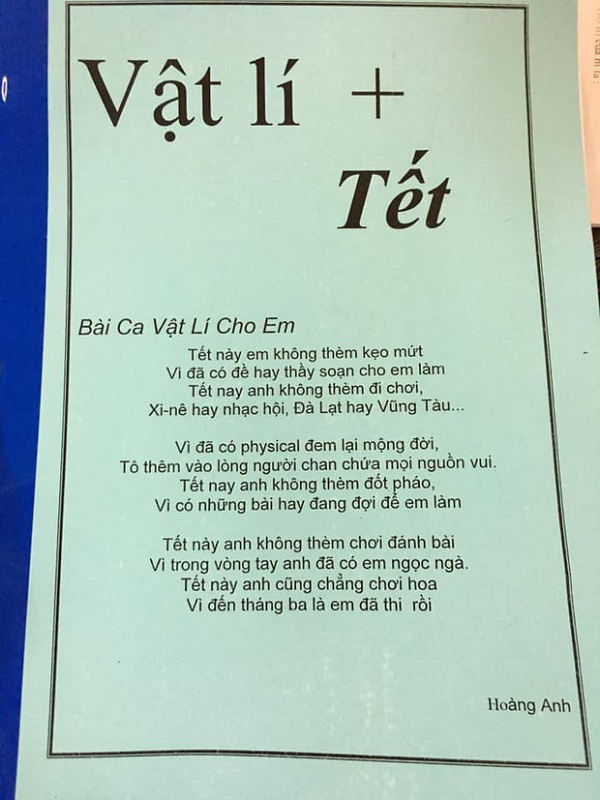 Vật lí +
Tết
Bài Ca Vật Lí Cho Em
Tết này em không thèm kẹo mứt
Vì đã có đề hay thầy soạn cho em làm
Tết nay anh không thèm đi chơi,
Xi-nê hay nhạc hội, Đà Lạt hay Vũng Tàu...
Vì đã có physical đem lại mộng đời,
Tô thêm vào lòng người chan chứa mọi nguồn vui.
Tết nay anh không thèm đốt pháo,
Vì có những bài hay đang đợi để em làm
Tết này anh không thèm chơi đánh bài
Vì trong vòng tay anh đã có em ngọc ngà.
Tết này anh cũng chẳng chơi hoa
Vì đến tháng ba là em đã thi rồi
Hoàng Anh